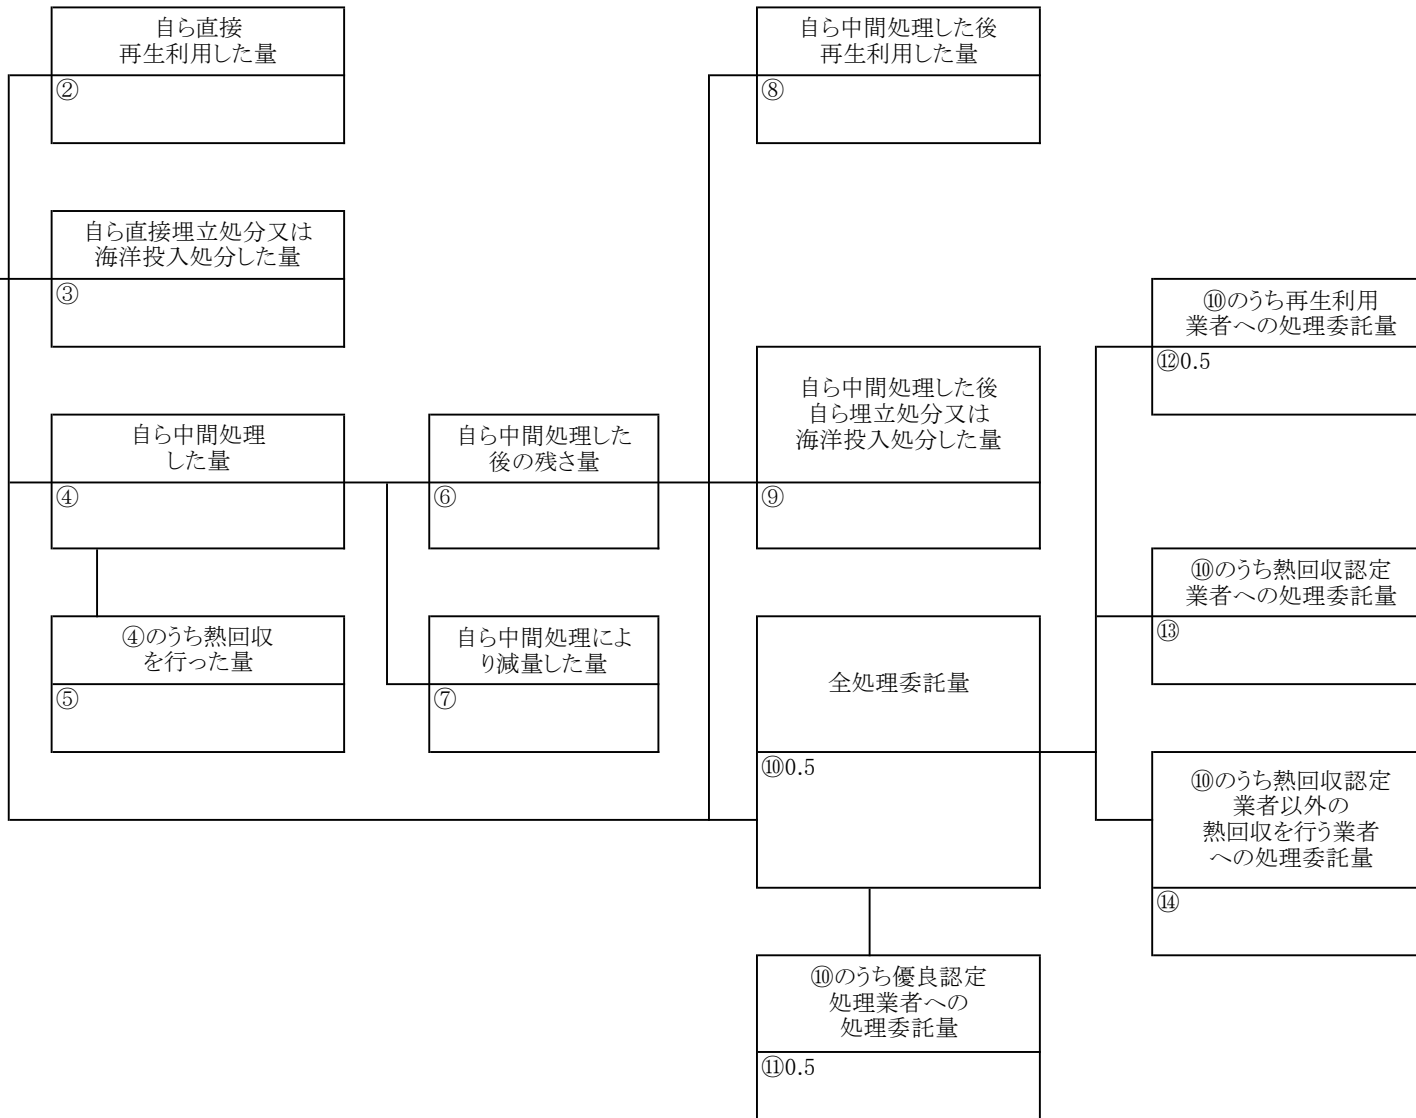 自ら直接
再生利用した量
②
自ら直接埋立処分又は
海洋投入処分した量
③
自ら中間処理
した量
④
④のうち熱回収
を行った量
⑤
自ら中間処理した
後の残さ量
⑥
自ら中間処理によ
り減量した量
⑦
自ら中間処理した後
再生利用した量
⑧
自ら中間処理した後
自ら埋立処分又は
海洋投入処分した量
⑨
全処理委託量
⑩0.5
⑩のうち優良認定
処理業者への
処理委託量
⑪0.5
⑩のうち再生利用
業者への処理委託量
⑫0.5
⑩のうち熱回収認定
業者への処理委託量
⑬
⑩のうち熱回収認定
業者以外の
熱回収を行う業者
への処理委託量
⑭